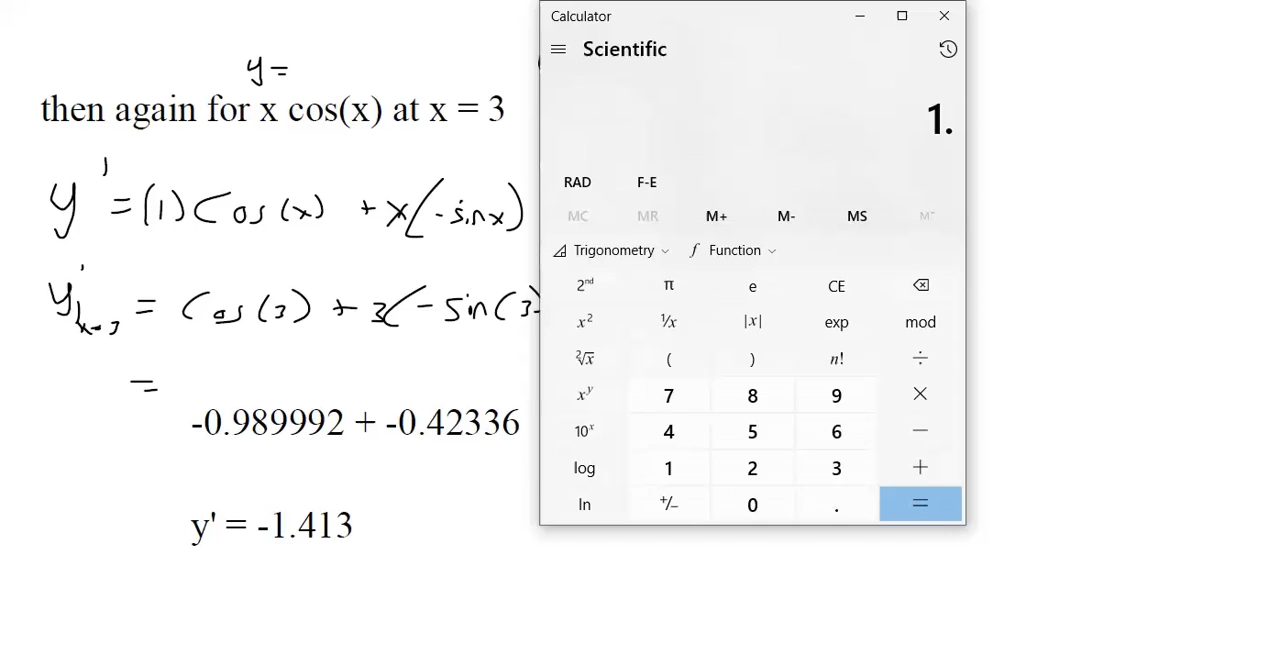 y =
then again for x cos(x) at x = 3
y' = (1) Cos(x) + x(-sin x)
y'|x=3 = Cos(3) + 3(-sin(3)
=
-0.989992 + -0.42336
y' = -1.413
Calculator
Scientific
1.
RAD F-E
MC MR M+ M- MS
Trigonometry f Function
2nd π e CE
x² ¹/x |x| exp mod
²√x ( ) n! ÷
xʸ 7 8 9 ×
10ˣ 4 5 6 −
log 1 2 3 +
ln +/− 0 . =